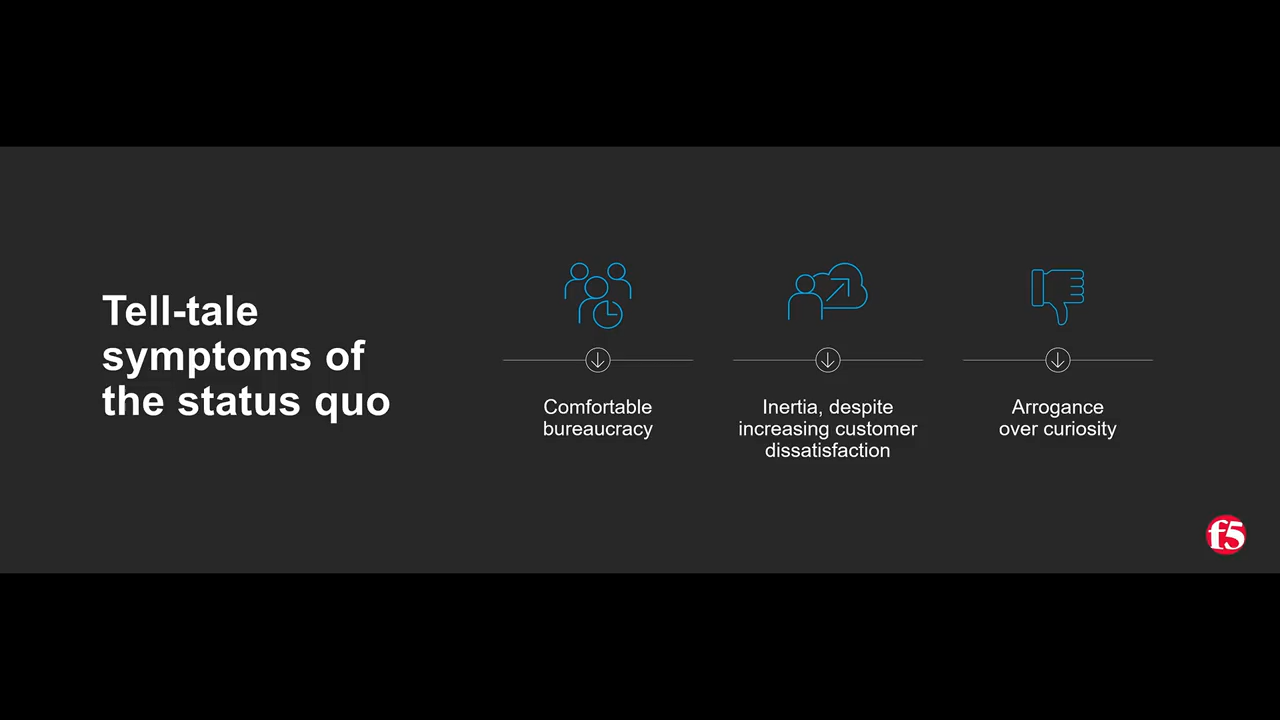 Tell-tale
symptoms of
the status quo
Comfortable
bureaucracy
Inertia, despite
increasing customer
dissatisfaction
Arrogance
over curiosity
f5